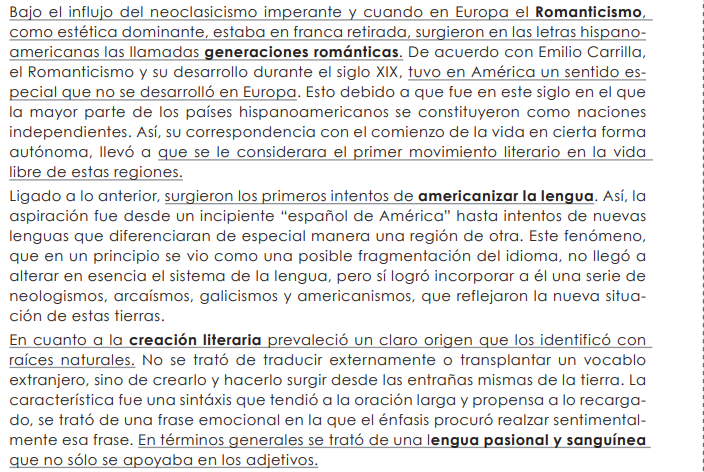 Bajo el influjo del neoclasicismo imperante y cuando en Europa el Romanticismo,
como estética dominante, estaba en franca retirada, surgieron en las letras hispano-
americanas las llamadas generaciones románticas. De acuerdo con Emilio Carrilla,
el Romanticismo y su desarrollo durante el siglo XIX, tuvo en América un sentido es-
pecial que no se desarrolló en Europa. Esto debido a que fue en este siglo en el que
la mayor parte de los países hispanoamericanos se constituyeron como naciones
independientes. Así, su correspondencia con el comienzo de la vida en cierta forma
autónoma, llevó a que se le considerara el primer movimiento literario en la vida
libre de estas regiones.
Ligado a lo anterior, surgieron los primeros intentos de americanizar la lengua. Así, la
aspiración fue desde un incipiente “español de América” hasta intentos de nuevas
lenguas que diferenciaran de especial manera una región de otra. Este fenómeno,
que en un principio se vio como una posible fragmentación del idioma, no llegó a
alterar en esencia el sistema de la lengua, pero sí logró incorporar a él una serie de
neologismos, arcaísmos, galicismos y americanismos, que reflejaron la nueva situa-
ción de estas tierras.
En cuanto a la creación literaria prevaleció un claro origen que los identificó con
raíces naturales. No se trató de traducir externamente o transplantar un vocablo
extranjero, sino de crearlo y hacerlo surgir desde las entrañas mismas de la tierra. La
característica fue una sintáxis que tendió a la oración larga y propensa a lo recarga-
do, se trató de una frase emocional en la que el énfasis procuró realzar sentimental-
mente esa frase. En términos generales se trató de una lengua pasional y sanguínea
que no sólo se apoyaba en los adjetivos.